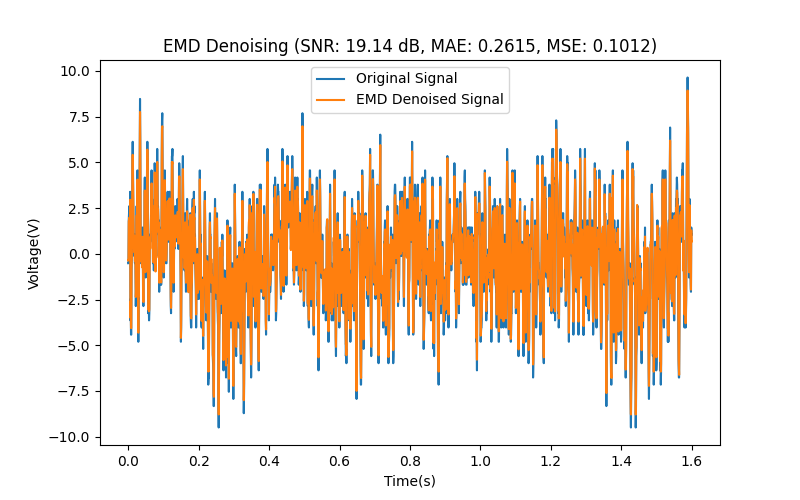 EMD Denoising (SNR: 19.14 dB, MAE: 0.2615, MSE: 0.1012)
Original Signal
EMD Denoised Signal
Voltage(V)
10.0
7.5
5.0
2.5
0.0
−2.5
−5.0
−7.5
−10.0
0.0 0.2 0.4 0.6 0.8 1.0 1.2 1.4 1.6
Time(s)